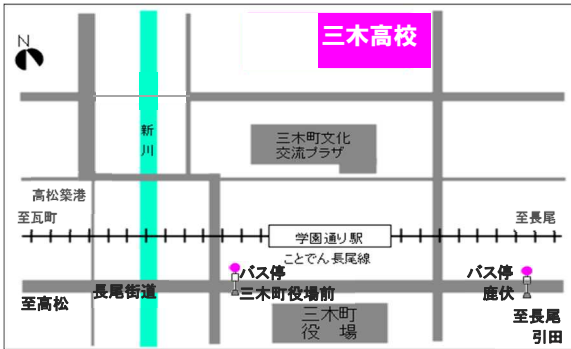 N
三木高校
新川
三木町文化
交流プラザ
高松築港
至瓦町
至長尾
学園通り駅
ことでん長尾線
バス停
三木町役場前
バス停
鹿伏
長尾街道
至高松
三木町
役場
至長尾
引田